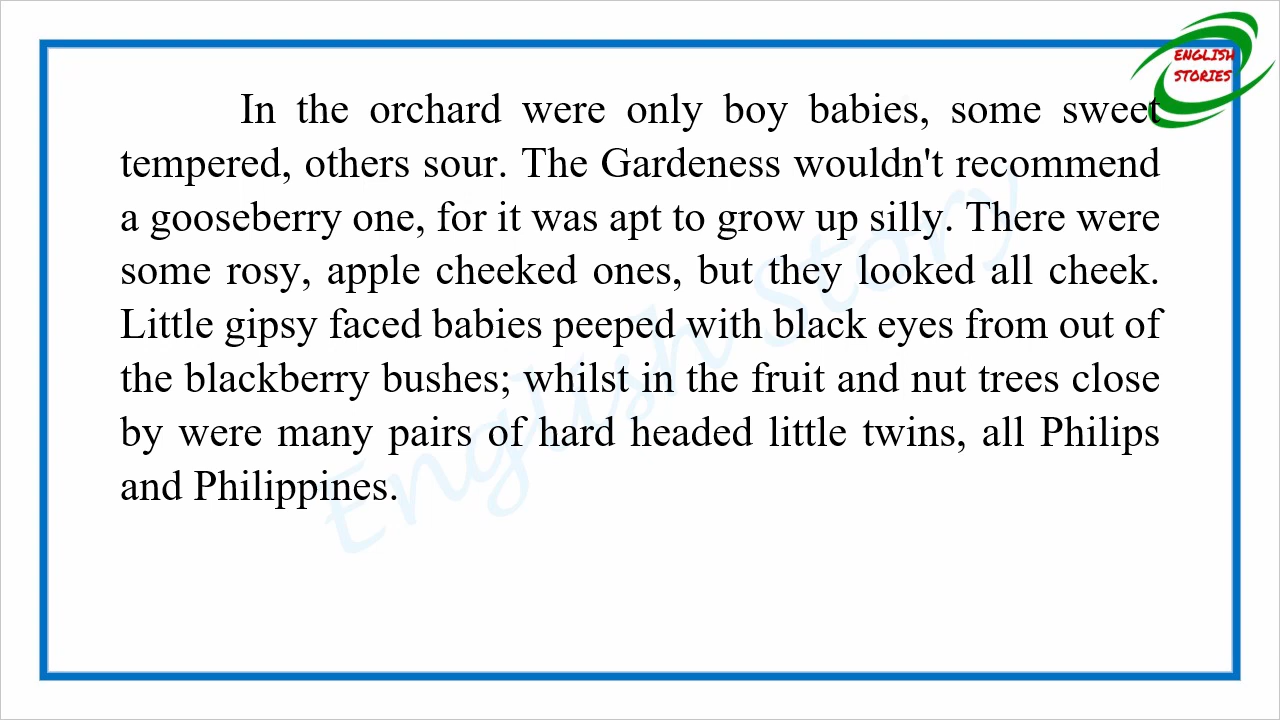 ENGLISH
STORIES
In the orchard were only boy babies, some sweet
tempered, others sour. The Gardeness wouldn't recommend
a gooseberry one, for it was apt to grow up silly. There were
some rosy, apple cheeked ones, but they looked all cheek.
Little gipsy faced babies peeped with black eyes from out of
the blackberry bushes; whilst in the fruit and nut trees close
by were many pairs of hard headed little twins, all Philips
and Philippines.
English Story